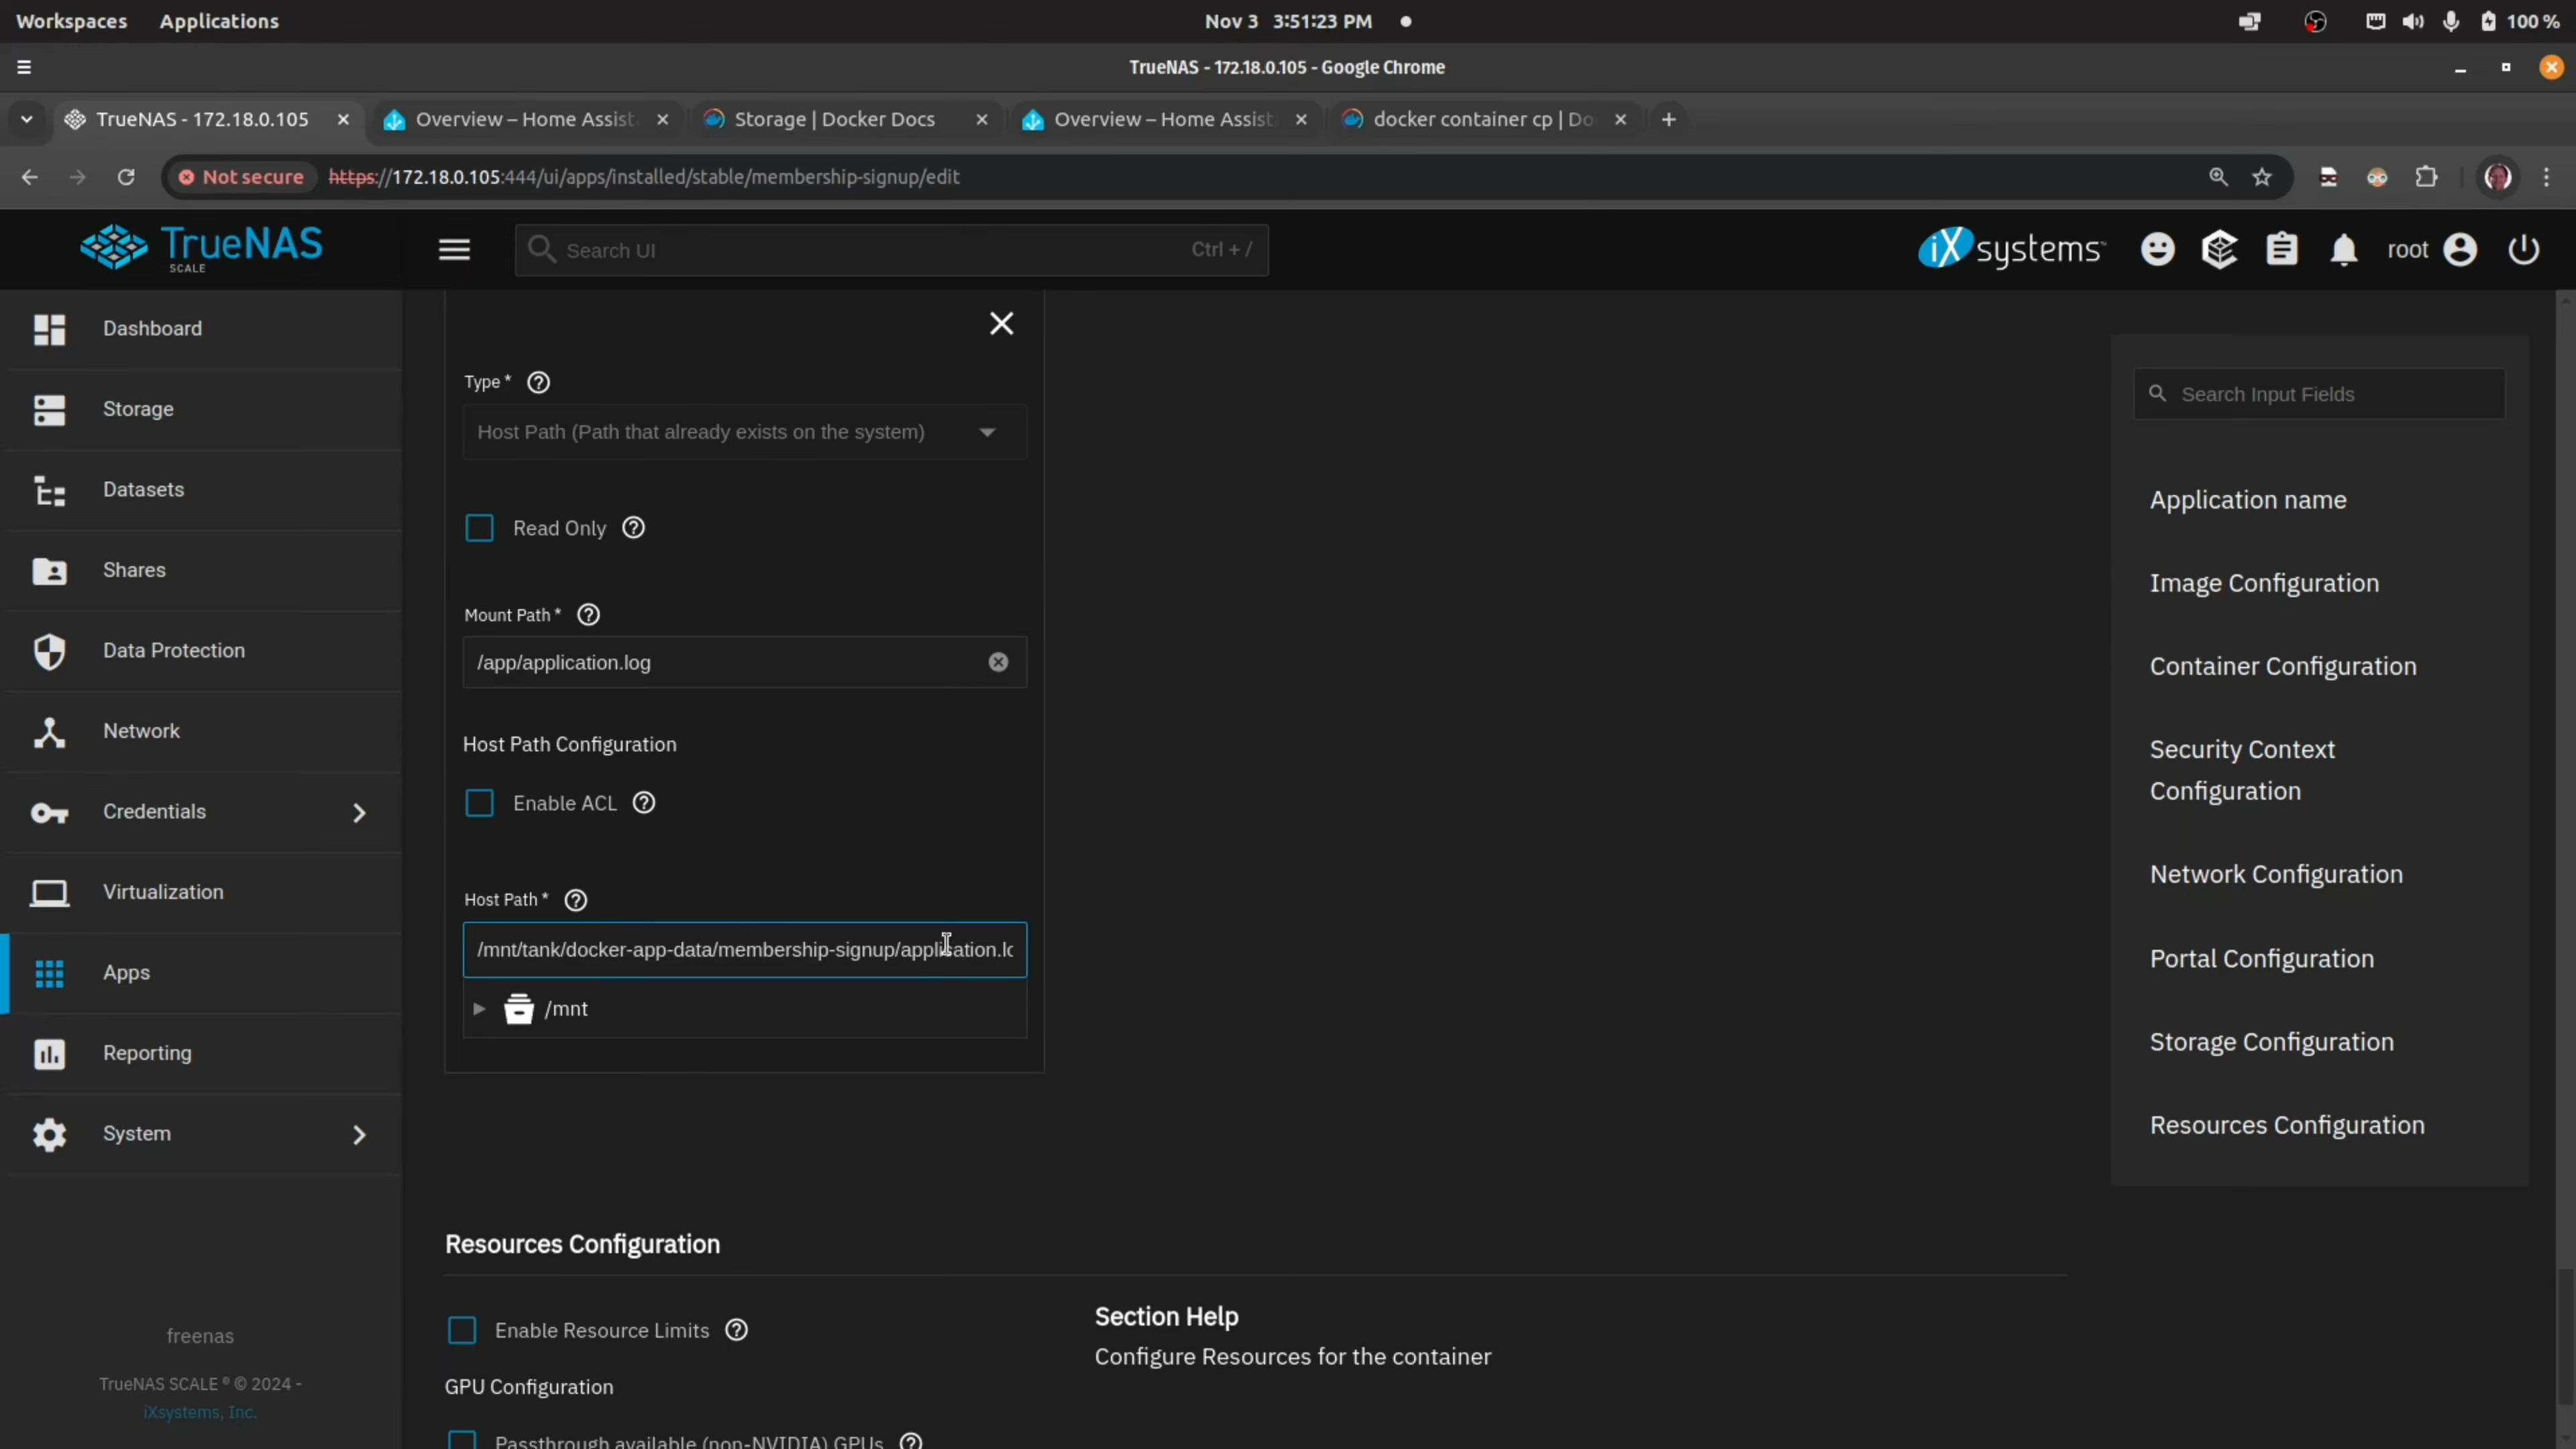 Workspaces Applications Nov 3 3:51:23 PM 100 %
TrueNAS - 172.18.0.105 - Google Chrome
TrueNAS - 172.18.0.105 Overview – Home Assist Storage | Docker Docs Overview – Home Assist docker container cp | Do
Not secure https://172.18.0.105:444/ui/apps/installed/stable/membership-signup/edit
TrueNAS SCALE Search UI Ctrl + / iXsystems™ root
Dashboard
Storage
Datasets
Shares
Data Protection
Network
Credentials
Virtualization
Apps
Reporting
System
freenas
TrueNAS SCALE ® © 2024 -
iXsystems, Inc.
Type *
Host Path (Path that already exists on the system)
Read Only
Mount Path *
/app/application.log
Host Path Configuration
Enable ACL
Host Path *
/mnt/tank/docker-app-data/membership-signup/application.lo
/mnt
Resources Configuration
Enable Resource Limits
GPU Configuration
Passthrough available (non-NVIDIA) GPUs
Section Help
Configure Resources for the container
Search Input Fields
Application name
Image Configuration
Container Configuration
Security Context
Configuration
Network Configuration
Portal Configuration
Storage Configuration
Resources Configuration